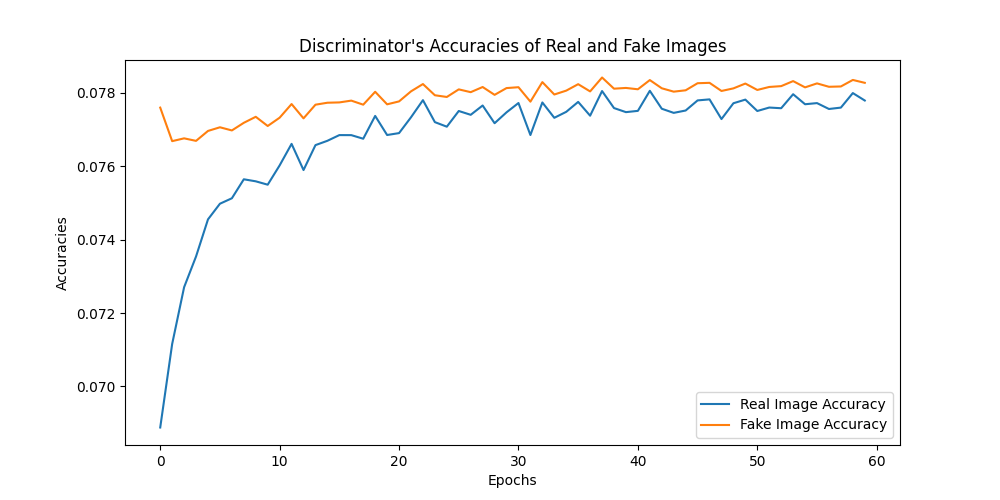 Discriminator's Accuracies of Real and Fake Images
0.078
0.076
0.074
0.072
0.070
Accuracies
0 10 20 30 40 50 60
Epochs
Real Image Accuracy
Fake Image Accuracy